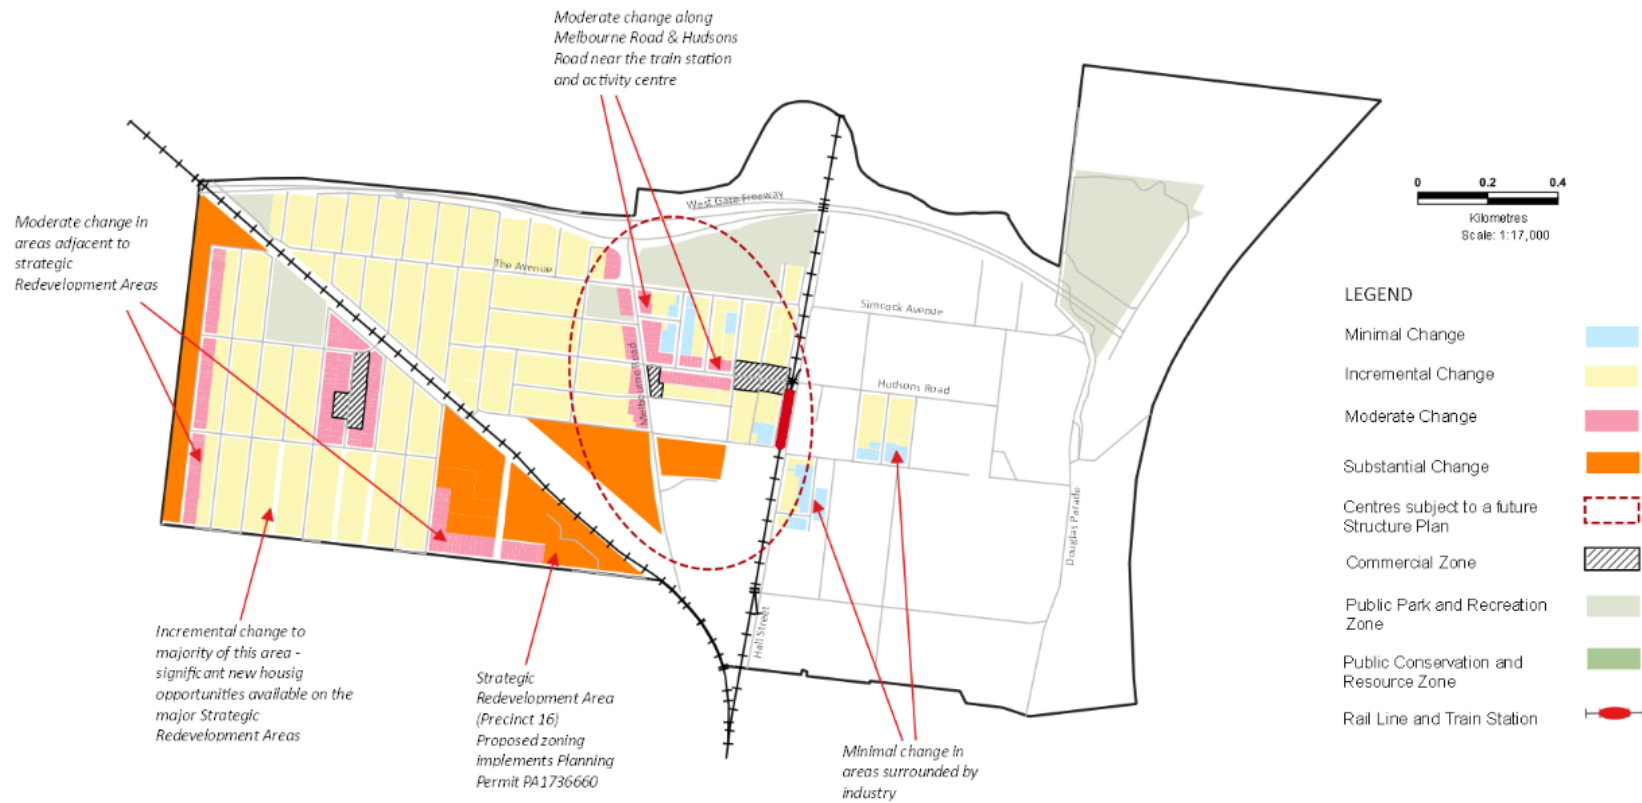 Moderate change along
Melbourne Road & Hudsons
Road near the train station
and activity centre
Moderate change in
areas adjacent to
strategic
Redevelopment Areas
West Gate Freeway
The Avenue
Simcock Avenue
Melbourne Road
Hudsons Road
Douglas Parade
Hall Street
Incremental change to
majority of this area -
significant new housig
opportunities available on the
major Strategic
Redevelopment Areas
Strategic
Redevelopment Area
(Precinct 16)
Proposed zoning
implements Planning
Permit PA1736660
Minimal change in
areas surrounded by
industry
0 0.2 0.4
Kilometres
Scale: 1:17,000
LEGEND
Minimal Change
Incremental Change
Moderate Change
Substantial Change
Centres subject to a future
Structure Plan
Commercial Zone
Public Park and Recreation
Zone
Public Conservation and
Resource Zone
Rail Line and Train Station